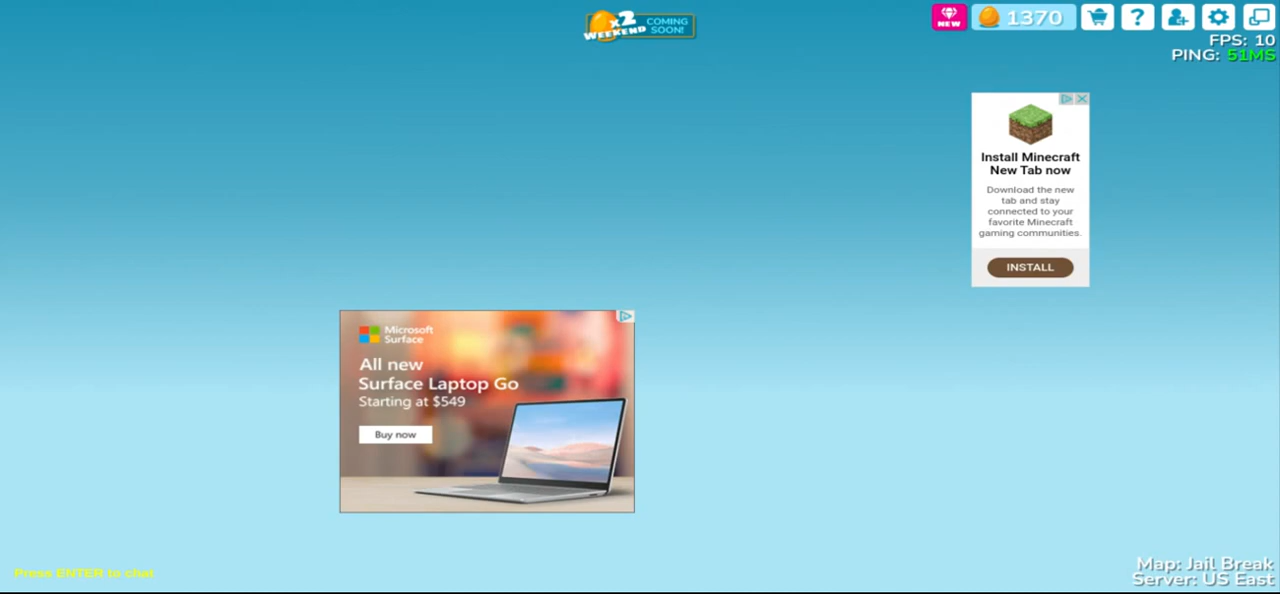 x2
WEEKEND
COMING
SOON!
NEW
1370
?
FPS: 10
PING: 51MS
Install Minecraft
New Tab now
Download the new
tab and stay
connected to your
favorite Minecraft
gaming communities.
INSTALL
Microsoft
Surface
All new
Surface Laptop Go
Starting at $549
Buy now
Press ENTER to chat
Map: Jail Break
Server: US East